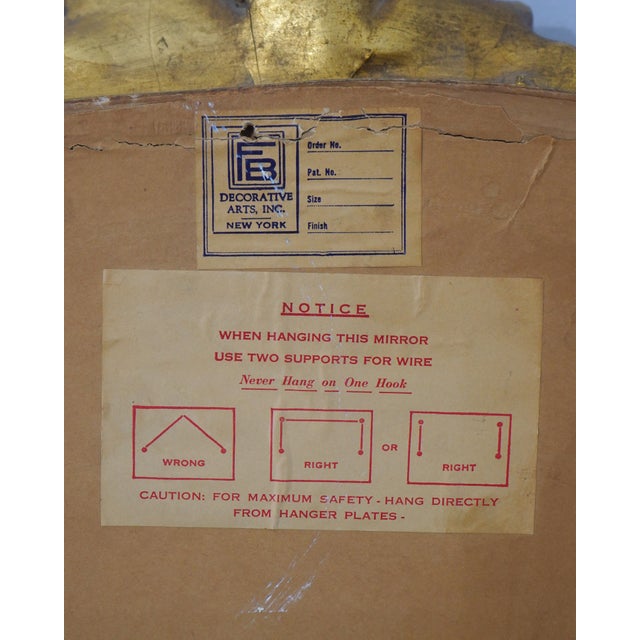 FB
DECORATIVE
ARTS, INC.
NEW YORK
Order No.
Pat. No.
Size
Finish
NOTICE
WHEN HANGING THIS MIRROR
USE TWO SUPPORTS FOR WIRE
Never Hang on One Hook
WRONG
RIGHT
OR
RIGHT
CAUTION: FOR MAXIMUM SAFETY - HANG DIRECTLY
FROM HANGER PLATES -